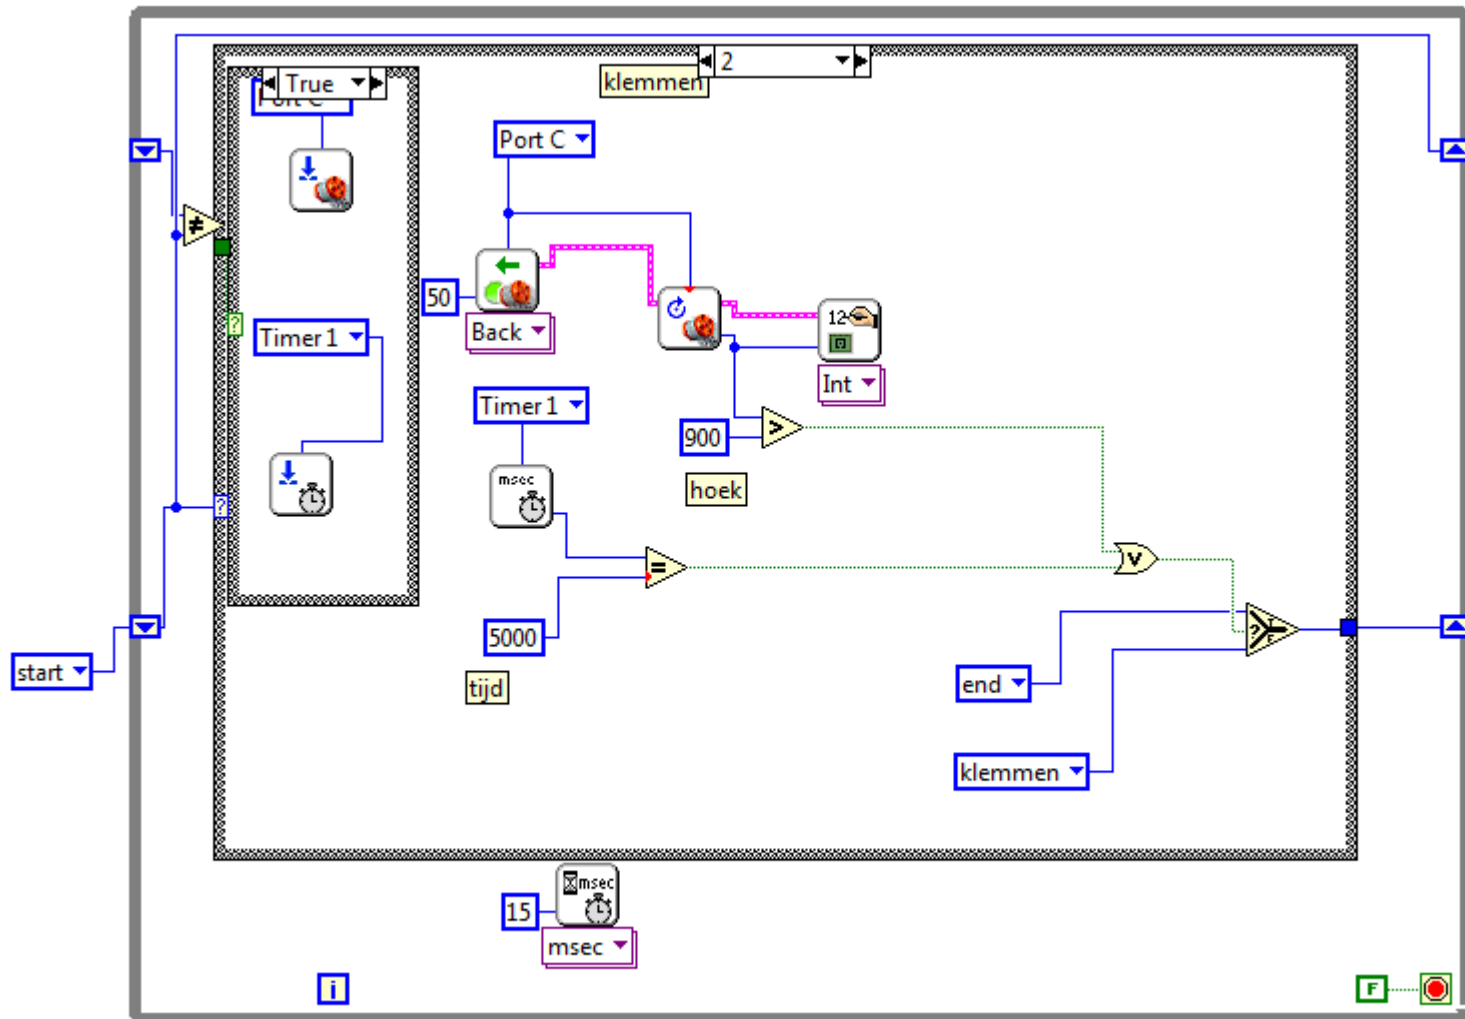 2
klemmen
True
Port C
Port C
50
Back
12
Int
Timer 1
Timer 1
≠
?
900
>
hoek
msec
?
=
V
5000
tijd
? T F
start
end
klemmen
msec
15
msec
i
F